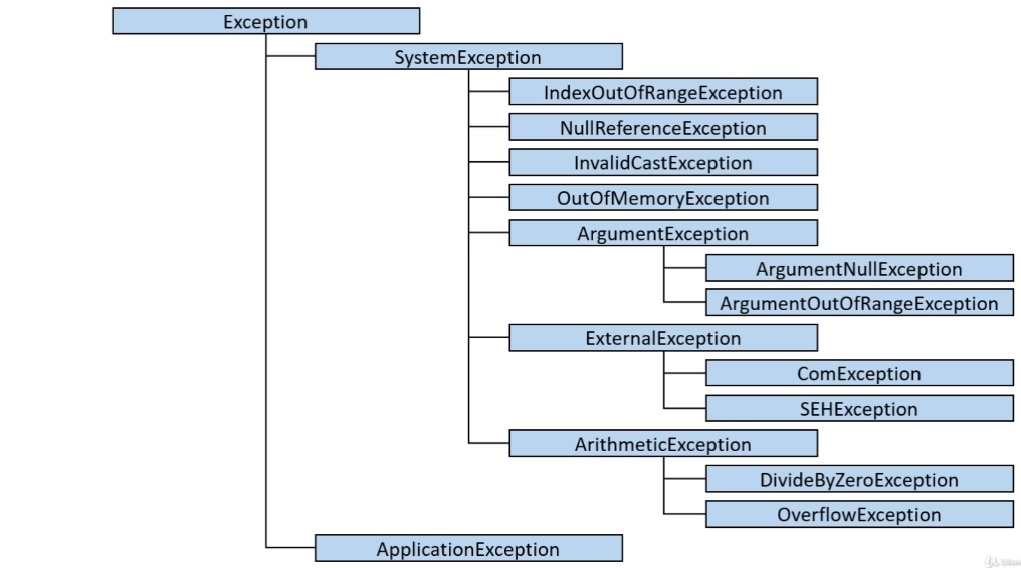 Exception
SystemException
IndexOutOfRangeException
NullReferenceException
InvalidCastException
OutOfMemoryException
ArgumentException
ArgumentNullException
ArgumentOutOfRangeException
ExternalException
ComException
SEHException
ArithmeticException
DivideByZeroException
OverflowException
ApplicationException